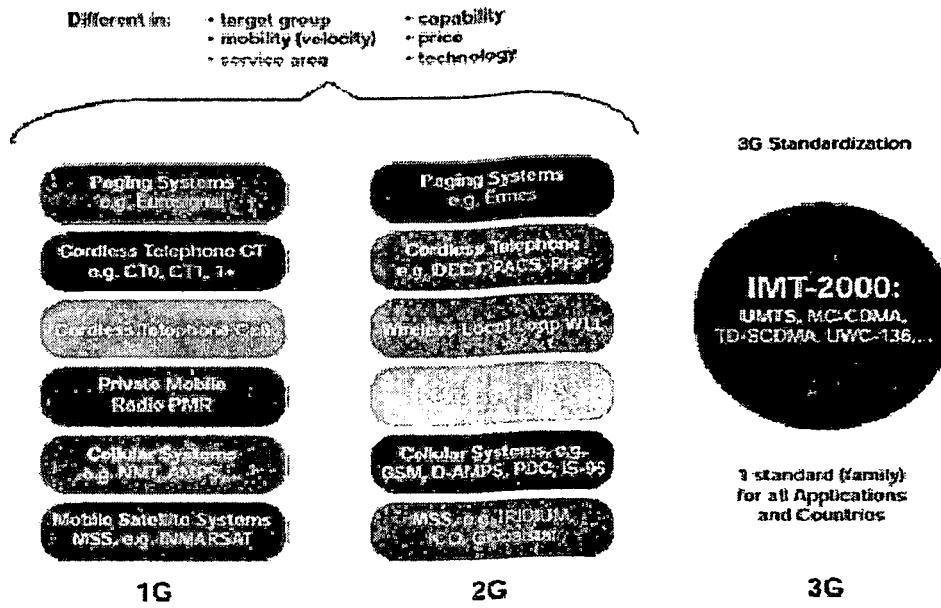 Different in:
• target group
• mobility (velocity)
• service area
• capability
• price
• technology
Paging Systems
e.g. Eurosignal
Cordless Telephone CT
e.g. CT0, CT1, 1+
Cordless Telephone
Private Mobile
Radio PMR
Cellular Systems
e.g. NMT, AMPS,
Mobile Satellite Systems
MSS, e.g. INMARSAT
1G
Paging Systems
e.g. Ermes
Cordless Telephone
e.g. DECT, PACS, PHP
Wireless Local Loop WLL
Cellular Systems, e.g.
GSM, D-AMPS, PDC, IS-95
MSS, e.g. IRIDIUM,
ICO, Globalstar
2G
3G Standardization
IMT-2000:
UMTS, MC-CDMA,
TD-SCDMA, UWC-136,...
1 standard (family)
for all Applications
and Countries
3G